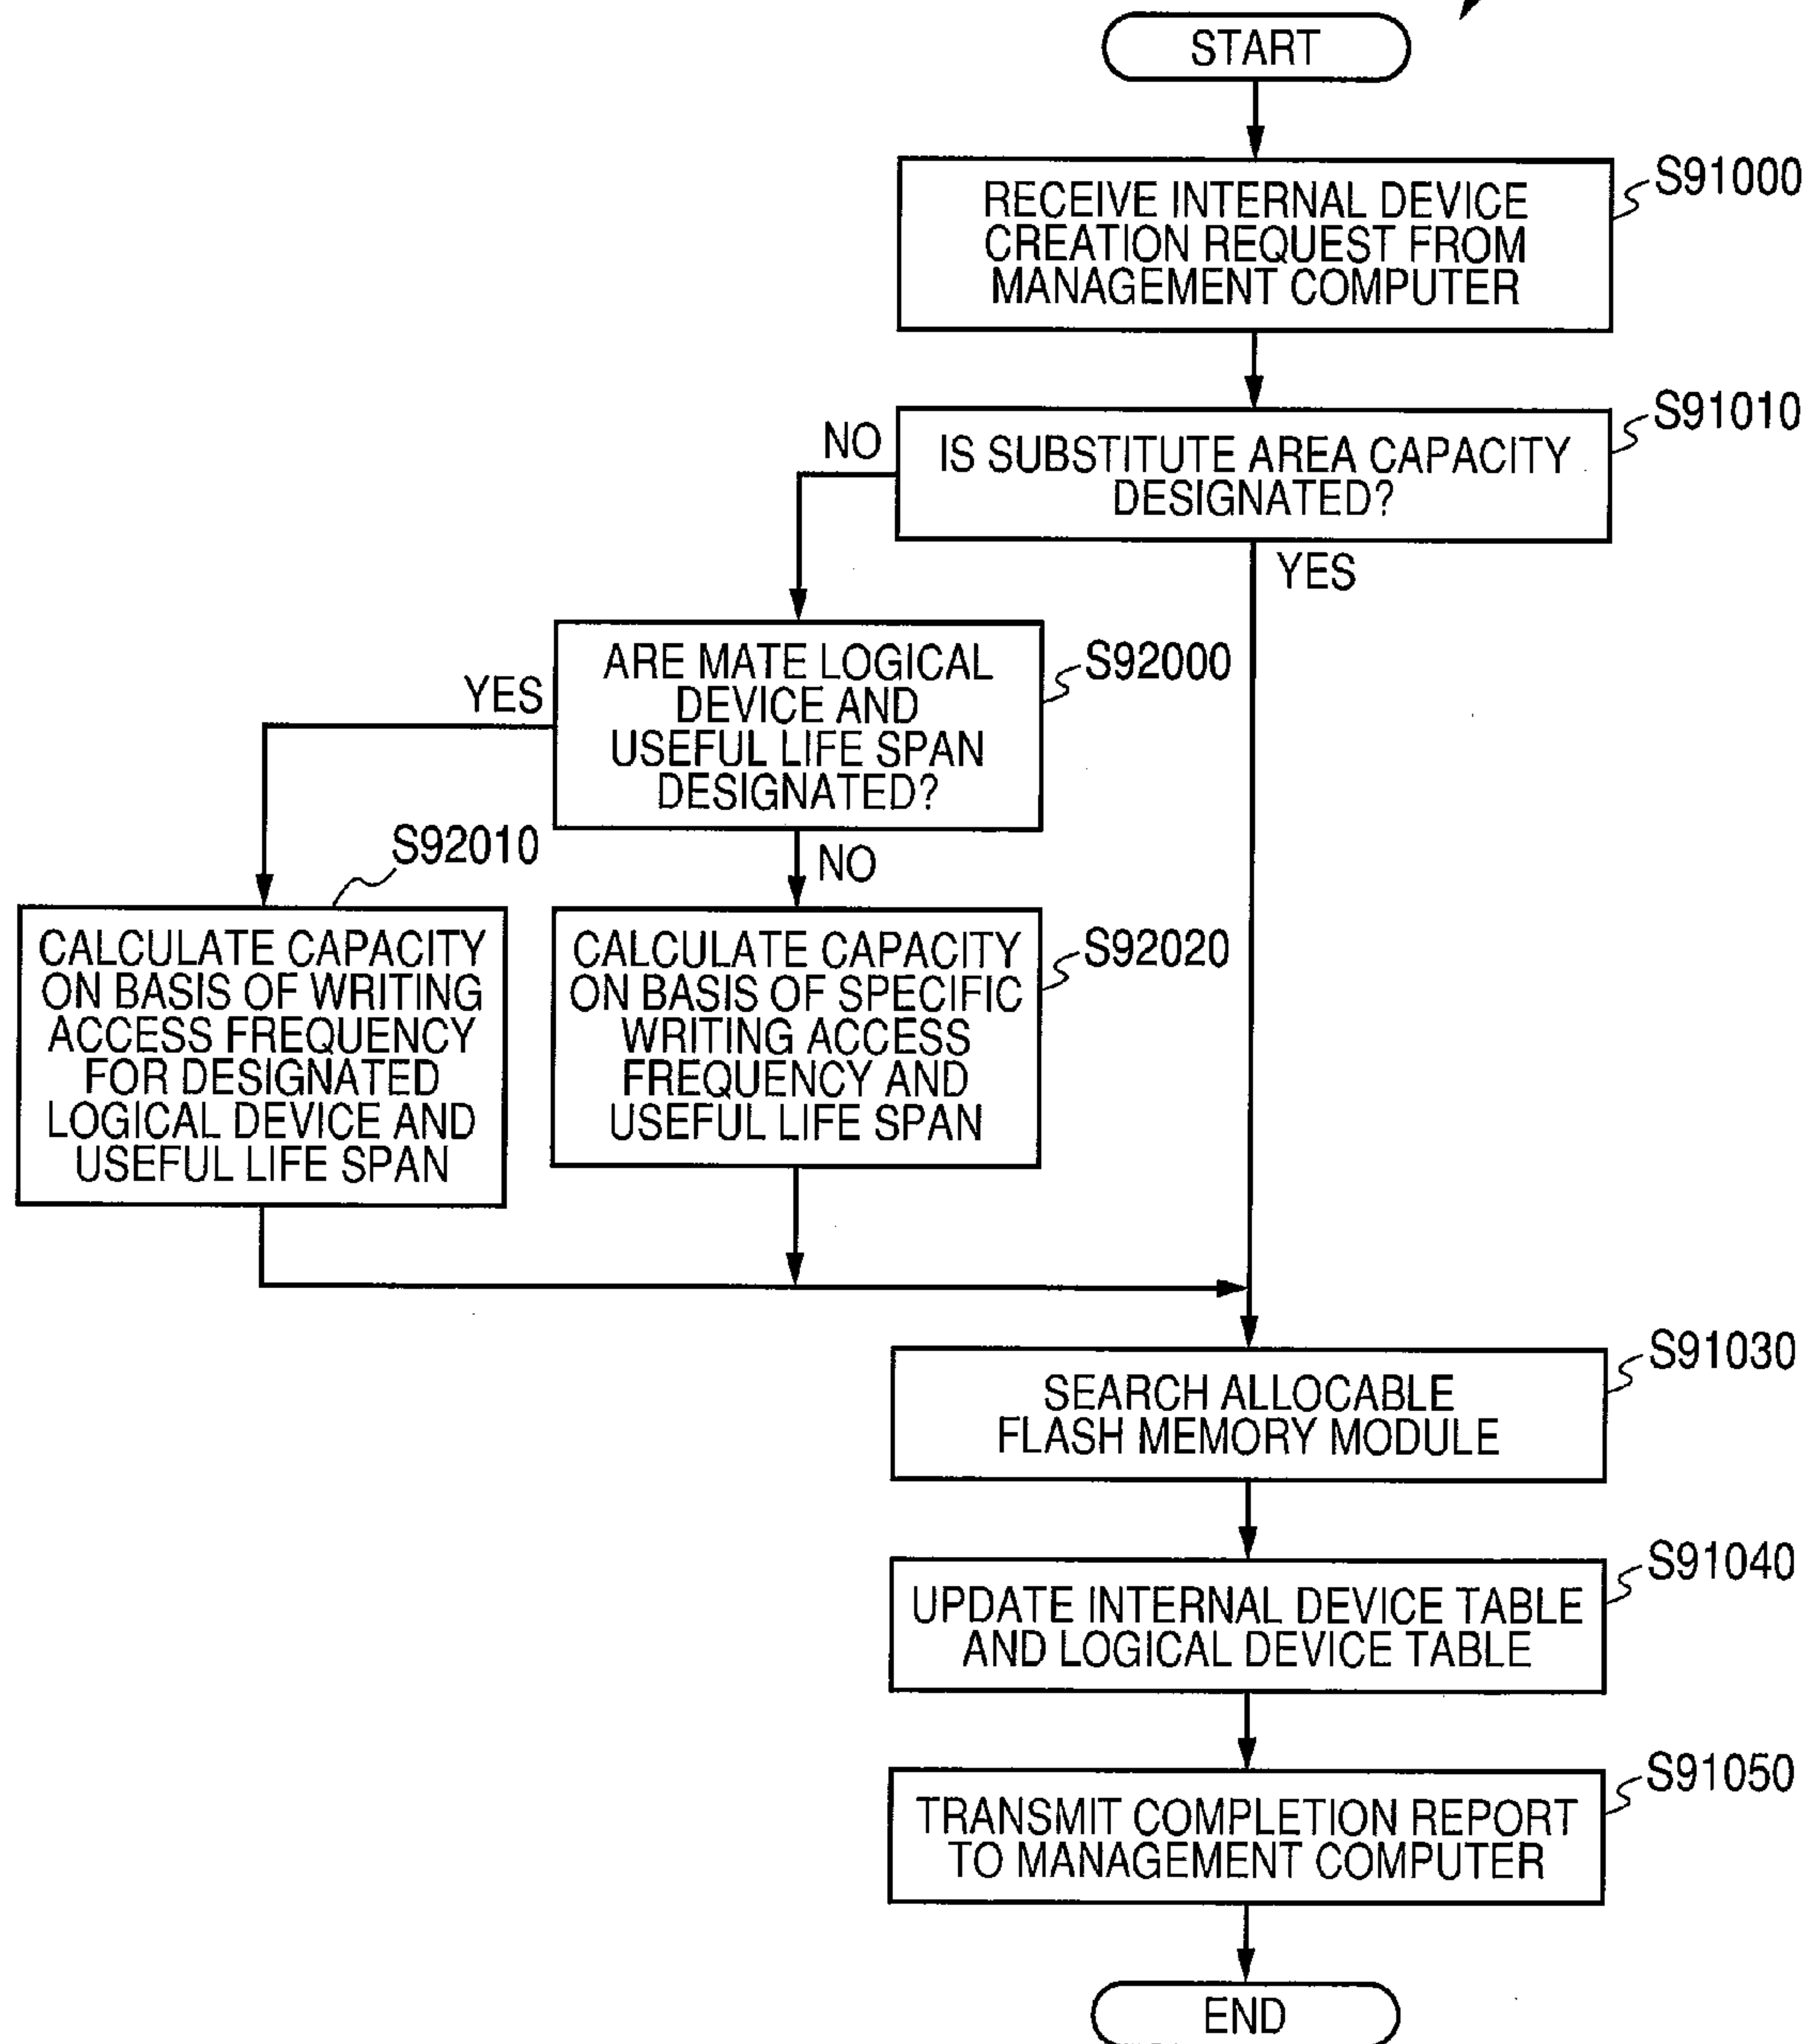 START
RECEIVE INTERNAL DEVICE
CREATION REQUEST FROM
MANAGEMENT COMPUTER
S91000
IS SUBSTITUTE AREA CAPACITY
DESIGNATED?
S91010
NO
YES
ARE MATE LOGICAL
DEVICE AND
USEFUL LIFE SPAN
DESIGNATED?
S92000
YES
NO
S92010
CALCULATE CAPACITY
ON BASIS OF WRITING
ACCESS FREQUENCY
FOR DESIGNATED
LOGICAL DEVICE AND
USEFUL LIFE SPAN
CALCULATE CAPACITY
ON BASIS OF SPECIFIC
WRITING ACCESS
FREQUENCY AND
USEFUL LIFE SPAN
S92020
SEARCH ALLOCABLE
FLASH MEMORY MODULE
S91030
UPDATE INTERNAL DEVICE TABLE
AND LOGICAL DEVICE TABLE
S91040
TRANSMIT COMPLETION REPORT
TO MANAGEMENT COMPUTER
S91050
END